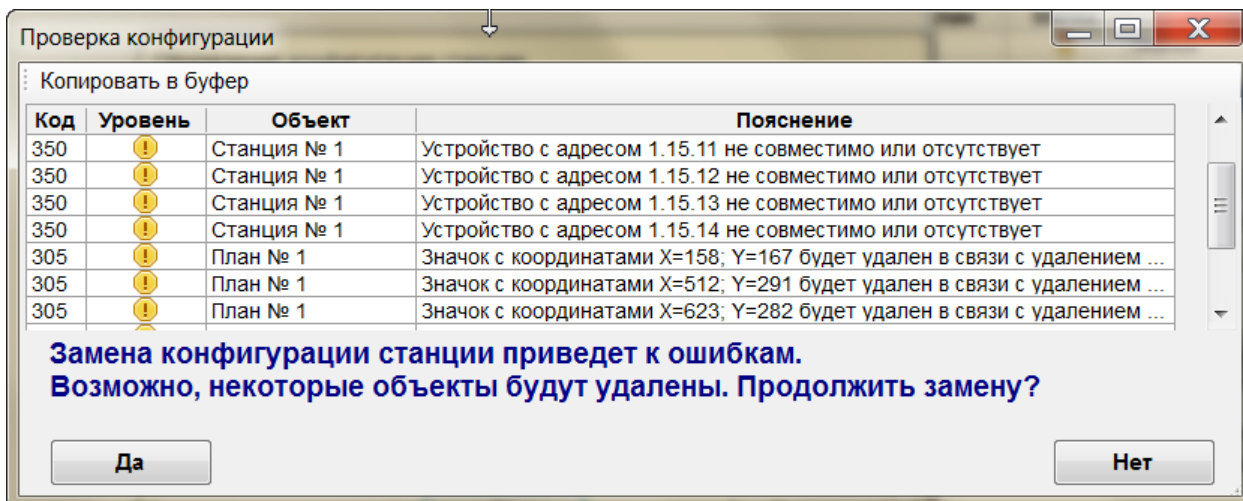 Проверка конфигурации
Копировать в буфер
Код Уровень Объект Пояснение
350 Станция № 1 Устройство с адресом 1.15.11 не совместимо или отсутствует
350 Станция № 1 Устройство с адресом 1.15.12 не совместимо или отсутствует
350 Станция № 1 Устройство с адресом 1.15.13 не совместимо или отсутствует
350 Станция № 1 Устройство с адресом 1.15.14 не совместимо или отсутствует
305 План № 1 Значок с координатами X=158; Y=167 будет удален в связи с удалением ...
305 План № 1 Значок с координатами X=512; Y=291 будет удален в связи с удалением ...
305 План № 1 Значок с координатами X=623; Y=282 будет удален в связи с удалением ...
Замена конфигурации станции приведет к ошибкам.
Возможно, некоторые объекты будут удалены. Продолжить замену?
Да Нет